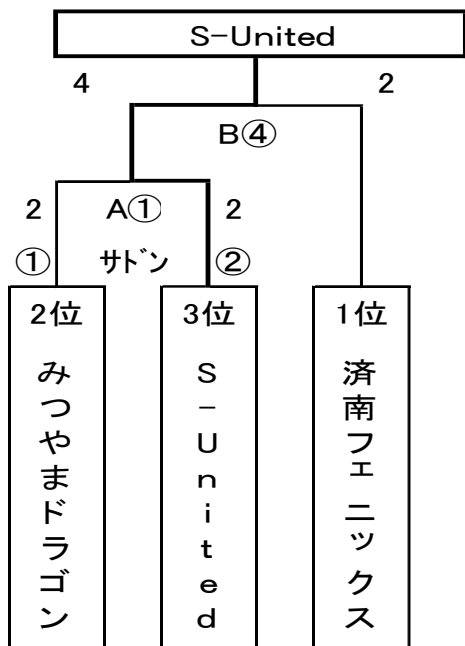 S-United
4 2
B④
2 A① 2
① サドン ②
2位 3位 1位
みつやまドラゴン
S-United
済南フェニックス